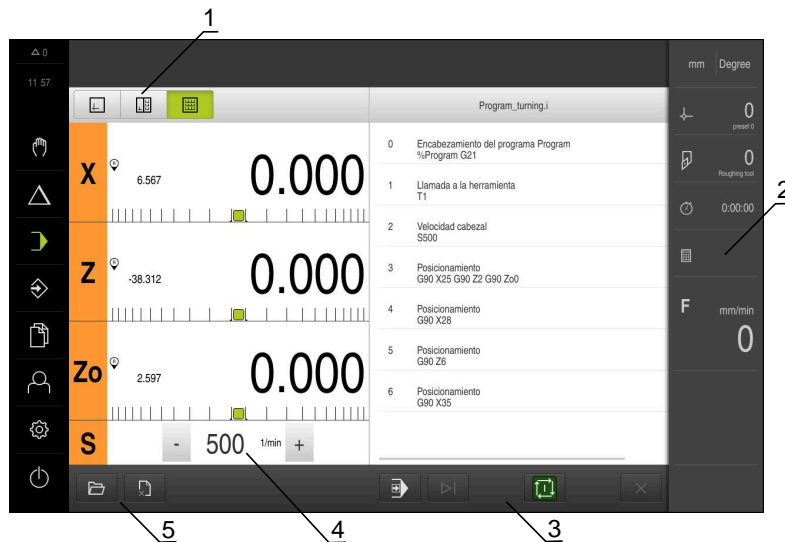 1
0
11 57
mm Degree
Program_turning.i
0
preset 0
0
Roughing tool
0:00:00
2
F mm/min
0
X R 6.567 0.000
Z R -38.312 0.000
Zo R 2.597 0.000
S - 500 1/min +
0 Encabezamiento del programa Program
%Program G21
1 Llamada a la herramienta
T1
2 Velocidad cabezal
S500
3 Posicionamiento
G90 X25 G90 Z2 G90 Zo0
4 Posicionamiento
G90 X28
5 Posicionamiento
G90 Z6
6 Posicionamiento
G90 X35
5
4
3